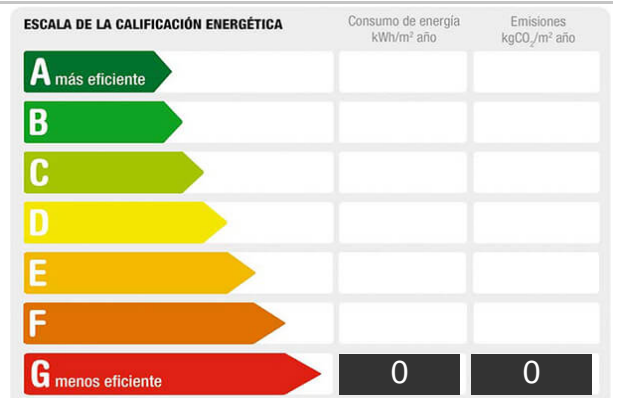 ESCALA DE LA CALIFICACIÓN ENERGÉTICA
Consumo de energía
kWh/m² año
Emisiones
kgCO₂/m² año
A más eficiente
B
C
D
E
F
G menos eficiente 0 0